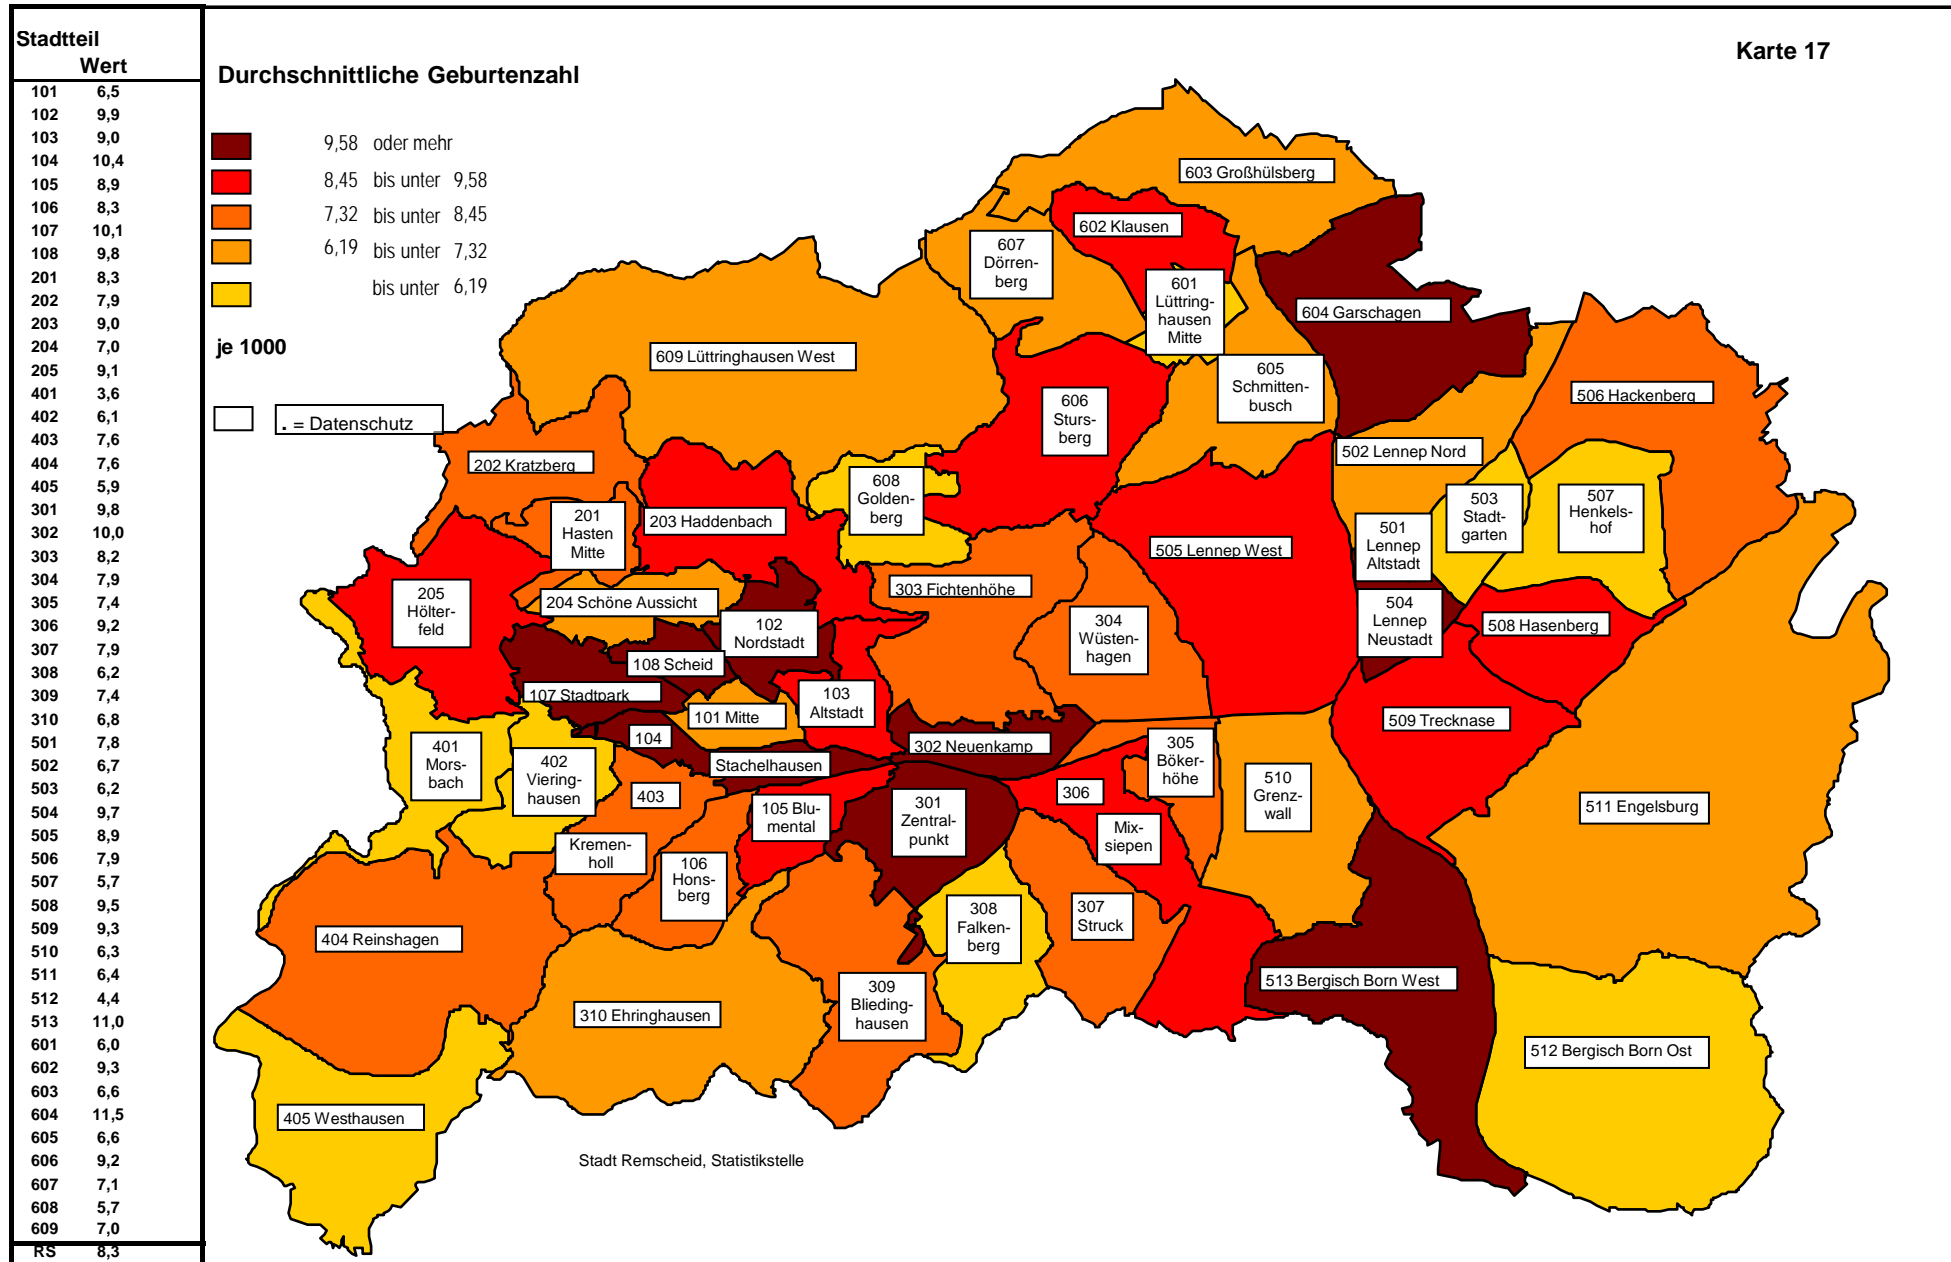 Stadtteil
Wert
101 6,5
102 9,9
103 9,0
104 10,4
105 8,9
106 8,3
107 10,1
108 9,8
201 8,3
202 7,9
203 9,0
204 7,0
205 9,1
401 3,6
402 6,1
403 7,6
404 7,6
405 5,9
301 9,8
302 10,0
303 8,2
304 7,9
305 7,4
306 9,2
307 7,9
308 6,2
309 7,4
310 6,8
501 7,8
502 6,7
503 6,2
504 9,7
505 8,9
506 7,9
507 5,7
508 9,5
509 9,3
510 6,3
511 6,4
512 4,4
513 11,0
601 6,0
602 9,3
603 6,6
604 11,5
605 6,6
606 9,2
607 7,1
608 5,7
609 7,0
RS 8,3
Karte 17
Durchschnittliche Geburtenzahl
9,58 oder mehr
8,45 bis unter 9,58
7,32 bis unter 8,45
6,19 bis unter 7,32
bis unter 6,19
je 1000
. = Datenschutz
603 Großhülsberg
602 Klausen
607
Dörren-
berg
601
Lüttring-
hausen
Mitte
604 Garschagen
609 Lüttringhausen West
605
Schmitten-
busch
606
Sturs-
berg
506 Hackenberg
502 Lennep Nord
202 Kratzberg
608
Golden-
berg
503
Stadt-
garten
507
Henkels-
hof
201
Hasten
Mitte
203 Haddenbach
501
Lennep
Altstadt
505 Lennep West
205
Hölter-
feld
303 Fichtenhöhe
204 Schöne Aussicht
504
Lennep
Neustadt
508 Hasenberg
102
Nordstadt
304
Wüsten-
hagen
108 Scheid
107 Stadtpark
103
Altstadt
101 Mitte
509 Trecknase
104
Stachelhausen
302 Neuenkamp
305
Böker-
höhe
401
Mors-
bach
402
Viering-
hausen
510
Grenz-
wall
403
Kremen-
holl
105 Blu-
mental
301
Zentral-
punkt
306
Mix-
siepen
511 Engelsburg
106
Hons-
berg
308
Falken-
berg
307
Struck
404 Reinshagen
513 Bergisch Born West
309
Blieding-
hausen
310 Ehringhausen
512 Bergisch Born Ost
405 Westhausen
Stadt Remscheid, Statistikstelle